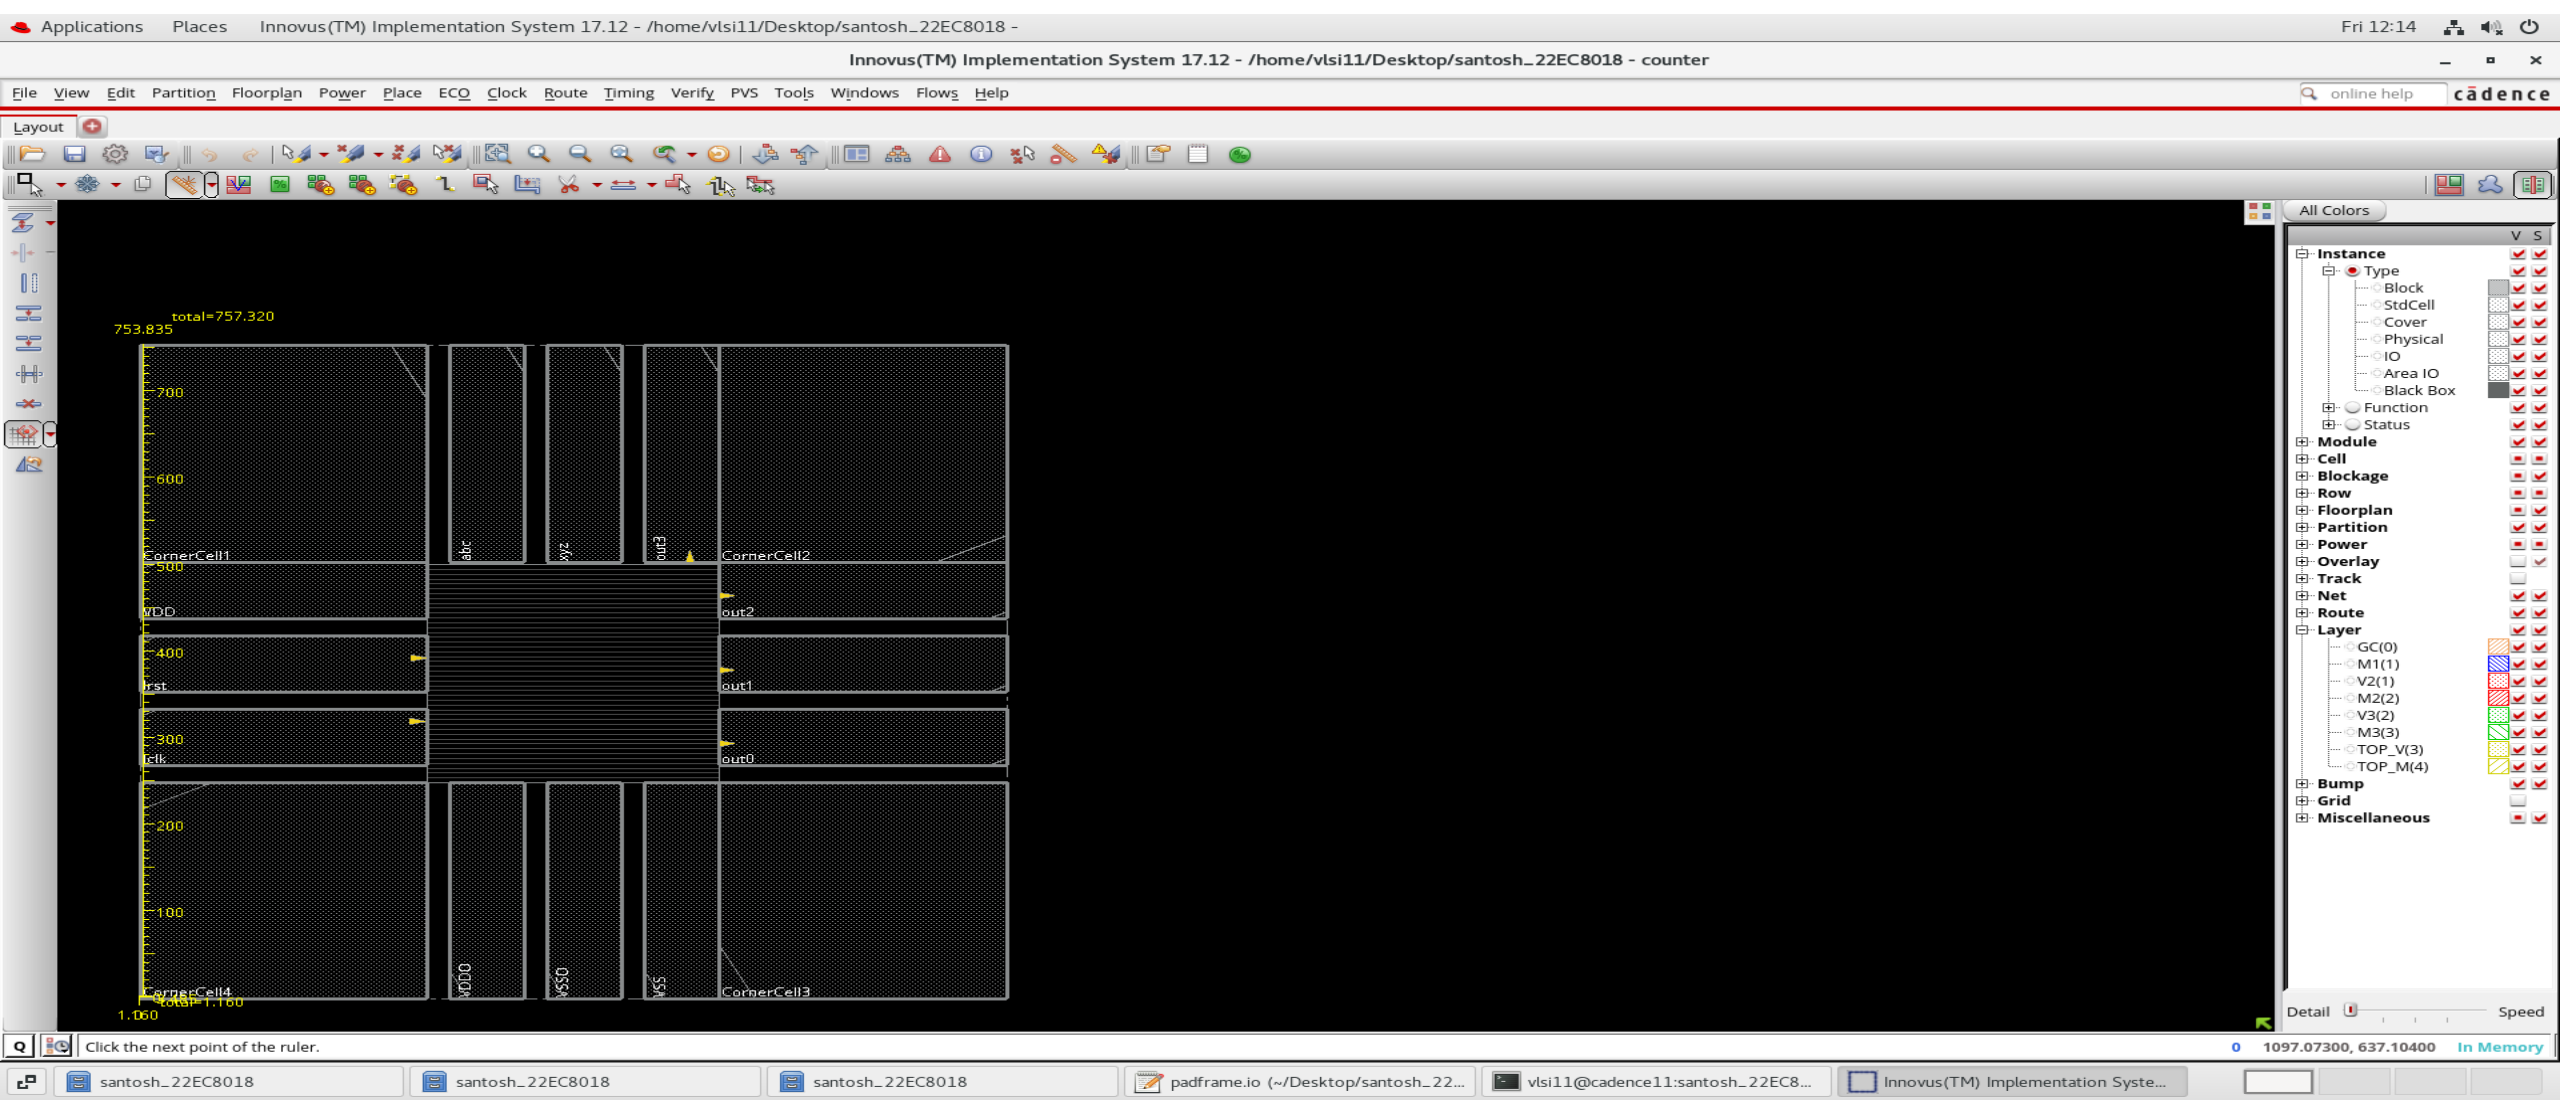 Applications Places Innovus(TM) Implementation System 17.12 - /home/vlsi11/Desktop/santosh_22EC8018 - Fri 12:14
Innovus(TM) Implementation System 17.12 - /home/vlsi11/Desktop/santosh_22EC8018 - counter
File View Edit Partition Floorplan Power Place ECO Clock Route Timing Verify PVS Tools Windows Flows Help online help cādence
Layout
All Colors
V S
Instance
Type
Block
StdCell
Cover
Physical
IO
Area IO
Black Box
Function
Status
Module
Cell
Blockage
Row
Floorplan
Partition
Power
Overlay
Track
Net
Route
Layer
GC(0)
M1(1)
V2(1)
M2(2)
V3(2)
M3(3)
TOP_V(3)
TOP_M(4)
Bump
Grid
Miscellaneous
Detail Speed
total=757.320
753.835
700
600
abc xyz out3
CornerCell1 CornerCell2
500
VDD out2
400
rst out1
300
clk out0
200
100
VDDO VSSO VSS
CornerCell4 CornerCell3
total=1.160
Q Click the next point of the ruler. 0 1097.07300, 637.10400 In Memory
santosh_22EC8018 santosh_22EC8018 santosh_22EC8018 padframe.io (~/Desktop/santosh_22... vlsi11@cadence11:santosh_22EC8... Innovus(TM) Implementation Syste...